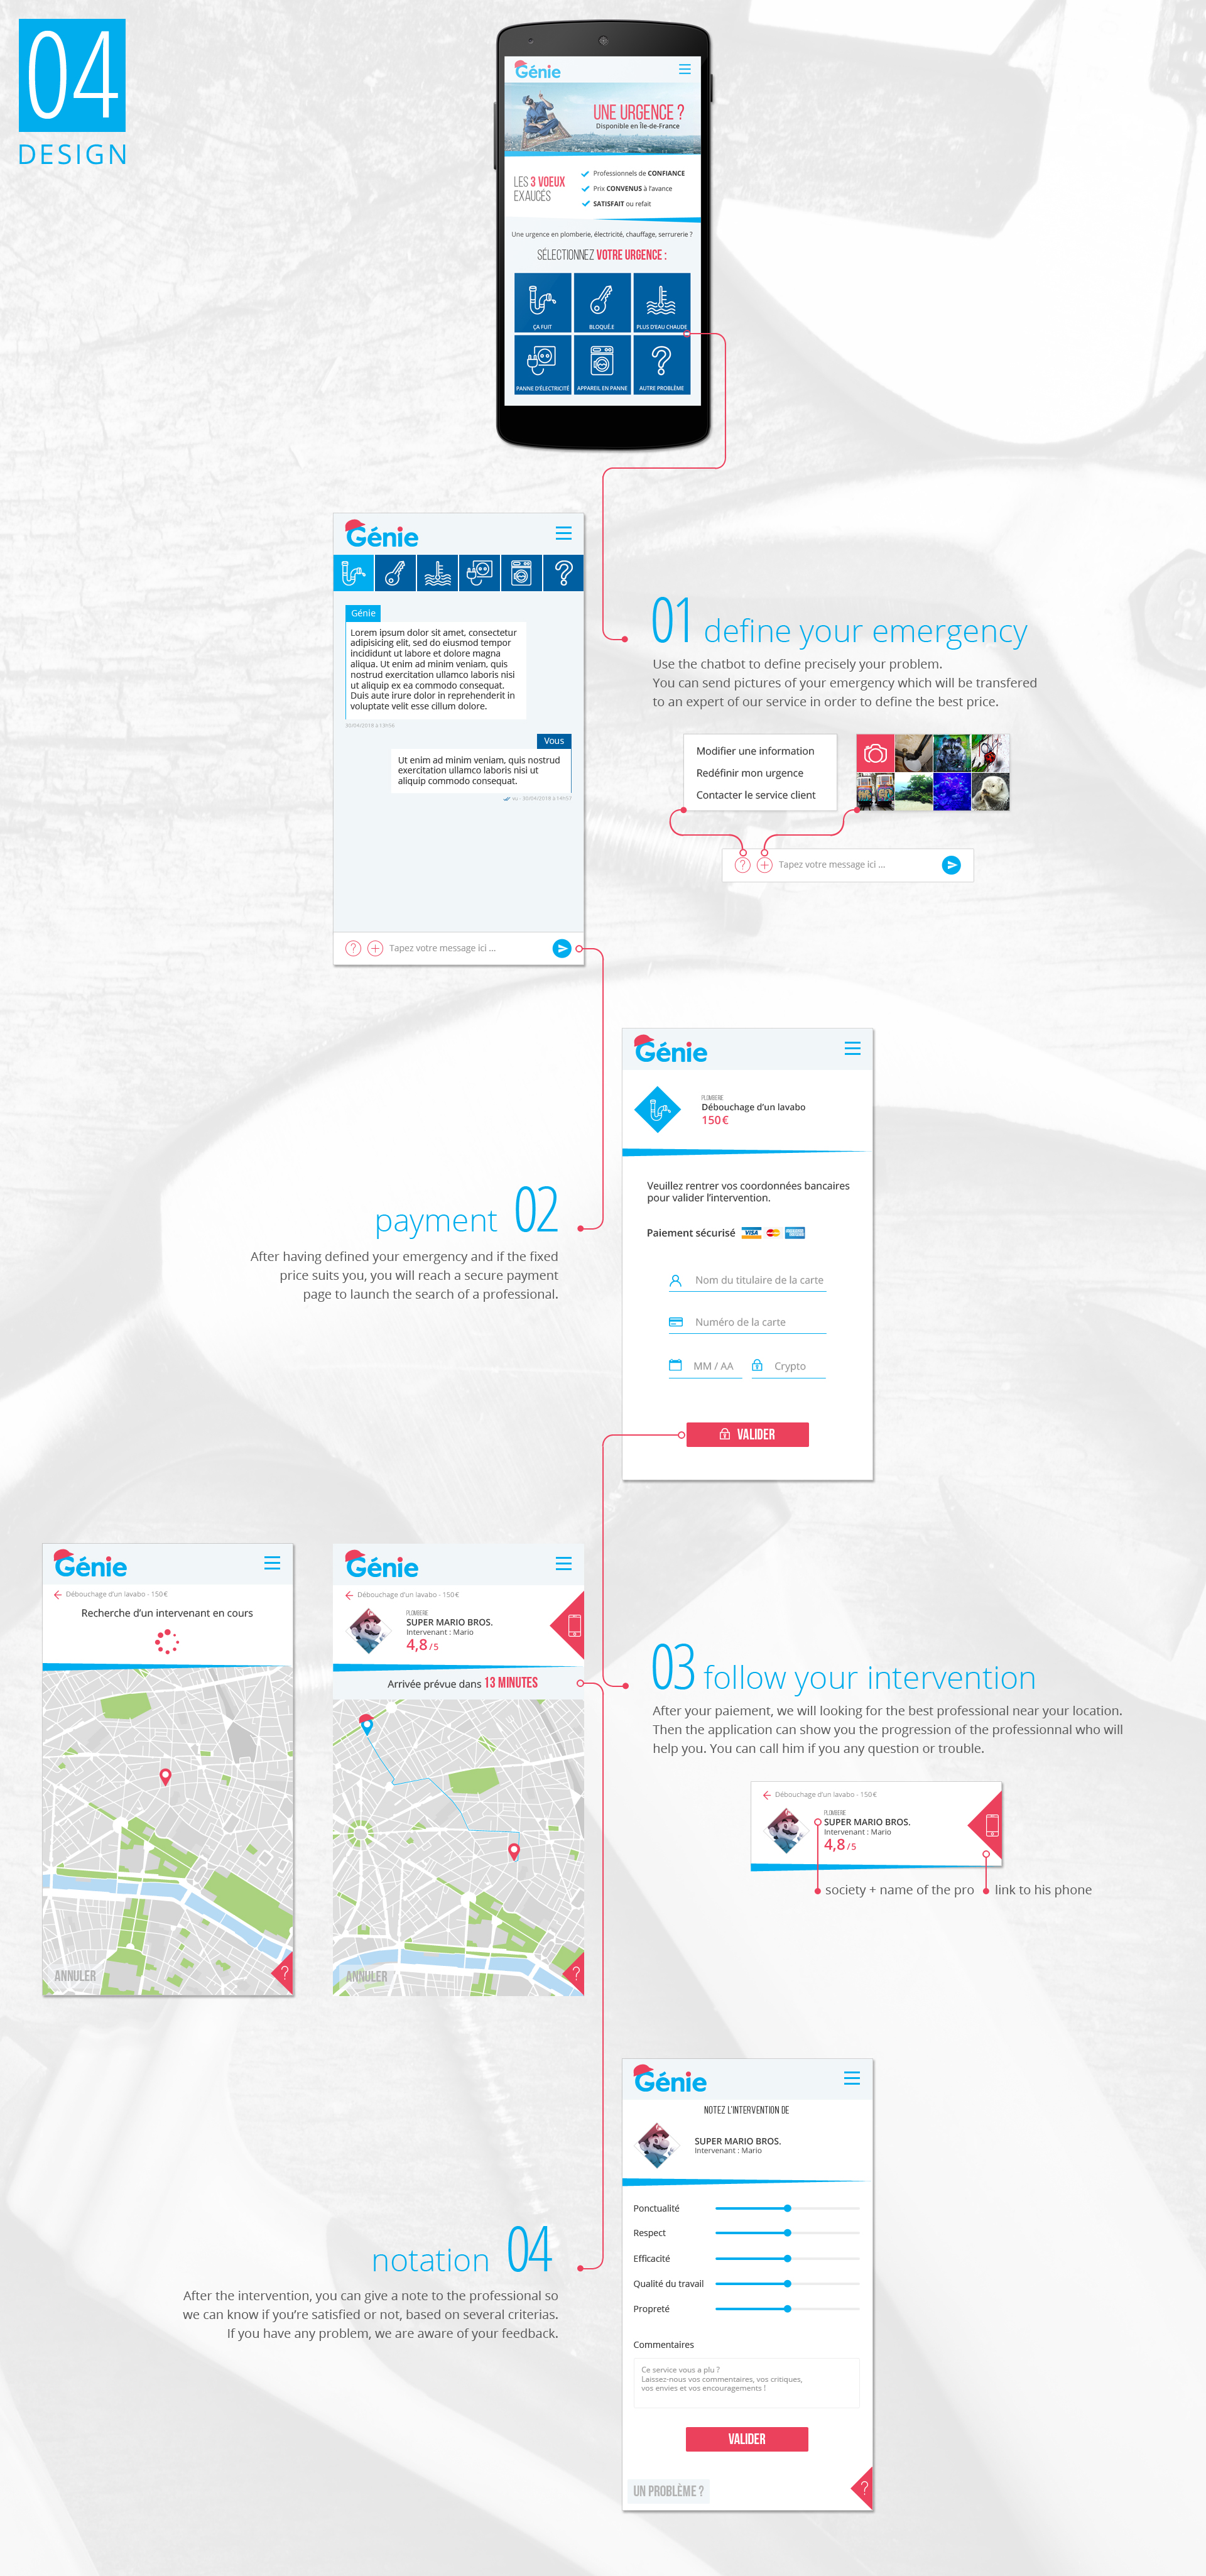 04
DESIGN
Génie
UNE URGENCE ?
Disponible en Île-de-France
LES 3 VOEUX
EXAUCÉS
Professionnels de CONFIANCE
Prix CONVENUS à l'avance
SATISFAIT ou refait
Une urgence en plomberie, électricité, chauffage, serrurerie ?
SÉLECTIONNEZ VOTRE URGENCE :
ÇA FUIT
BLOQUÉ.E
PLUS D'EAU CHAUDE
PANNE D'ÉLECTRICITÉ
APPAREIL EN PANNE
AUTRE PROBLÈME
Génie
Génie
Lorem ipsum dolor sit amet, consectetur
adipisicing elit, sed do eiusmod tempor
incididunt ut labore et dolore magna
aliqua. Ut enim ad minim veniam, quis
nostrud exercitation ullamco laboris nisi
ut aliquip ex ea commodo consequat.
Duis aute irure dolor in reprehenderit in
voluptate velit esse cillum dolore.
Vous
Ut enim ad minim veniam, quis nostrud
exercitation ullamco laboris nisi ut
aliquip commodo consequat.
Tapez votre message ici ...
01 define your emergency
Use the chatbot to define precisely your problem.
You can send pictures of your emergency which will be transfered
to an expert of our service in order to define the best price.
Modifier une information
Redéfinir mon urgence
Contacter le service client
Tapez votre message ici ...
payment 02
After having defined your emergency and if the fixed
price suits you, you will reach a secure payment
page to launch the search of a professional.
Génie
PLOMBERIE
Débouchage d'un lavabo
150€
Veuillez rentrer vos coordonnées bancaires
pour valider l'intervention.
Paiement sécurisé VISA
Nom du titulaire de la carte
Numéro de la carte
MM / AA
Crypto
VALIDER
Génie
Débouchage d'un lavabo - 150€
Recherche d'un intervenant en cours
ANNULER
?
Génie
Débouchage d'un lavabo - 150€
PLOMBERIE
SUPER MARIO BROS.
Intervenant : Mario
4,8/5
Arrivée prévue dans 13 MINUTES
ANNULER
?
03 follow your intervention
After your paiement, we will looking for the best professional near your location.
Then the application can show you the progression of the professionnal who will
help you. You can call him if you any question or trouble.
Débouchage d'un lavabo - 150€
PLOMBERIE
SUPER MARIO BROS.
Intervenant : Mario
4,8/5
society + name of the pro
link to his phone
notation 04
After the intervention, you can give a note to the professional so
we can know if you're satisfied or not, based on several criterias.
If you have any problem, we are aware of your feedback.
Génie
NOTEZ L'INTERVENTION DE
SUPER MARIO BROS.
Intervenant : Mario
Ponctualité
Respect
Efficacité
Qualité du travail
Propreté
Commentaires
Ce service vous a plu ?
Laissez-nous vos commentaires, vos critiques,
vos envies et vos encouragements !
VALIDER
UN PROBLÈME ?
?